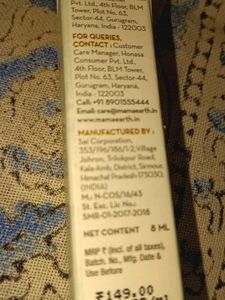 Pvt. Ltd., 4th Floor, BLM
Tower, Plot No. 63,
Sector-44, Gurugram,
Haryana, India - 122003
FOR QUERIES,
CONTACT : Customer
Care Manager, Honasa
Consumer Pvt. Ltd.,
4th Floor, BLM Tower,
Plot No. 63, Sector-44,
Gurugram, Haryana,
India - 122003
Call: +91 8901555444
Email: care@mamaearth.in
www.mamaearth.in
MANUFACTURED BY :
Sai Corporation,
353/196/186/1-2,Village
Johron, Trilokpur Road,
Kala-Amb, District, Sirmour,
Himachal Pradesh-173030,
(INDIA)
M.: N-COS/16/43
St. Exc. Lic No.:
SMR-01-2017-2018
NET CONTENT 8 ML
MRP ₹ (Incl. of all taxes),
Batch. No., Mfg. Date &
Use Before
₹149.00